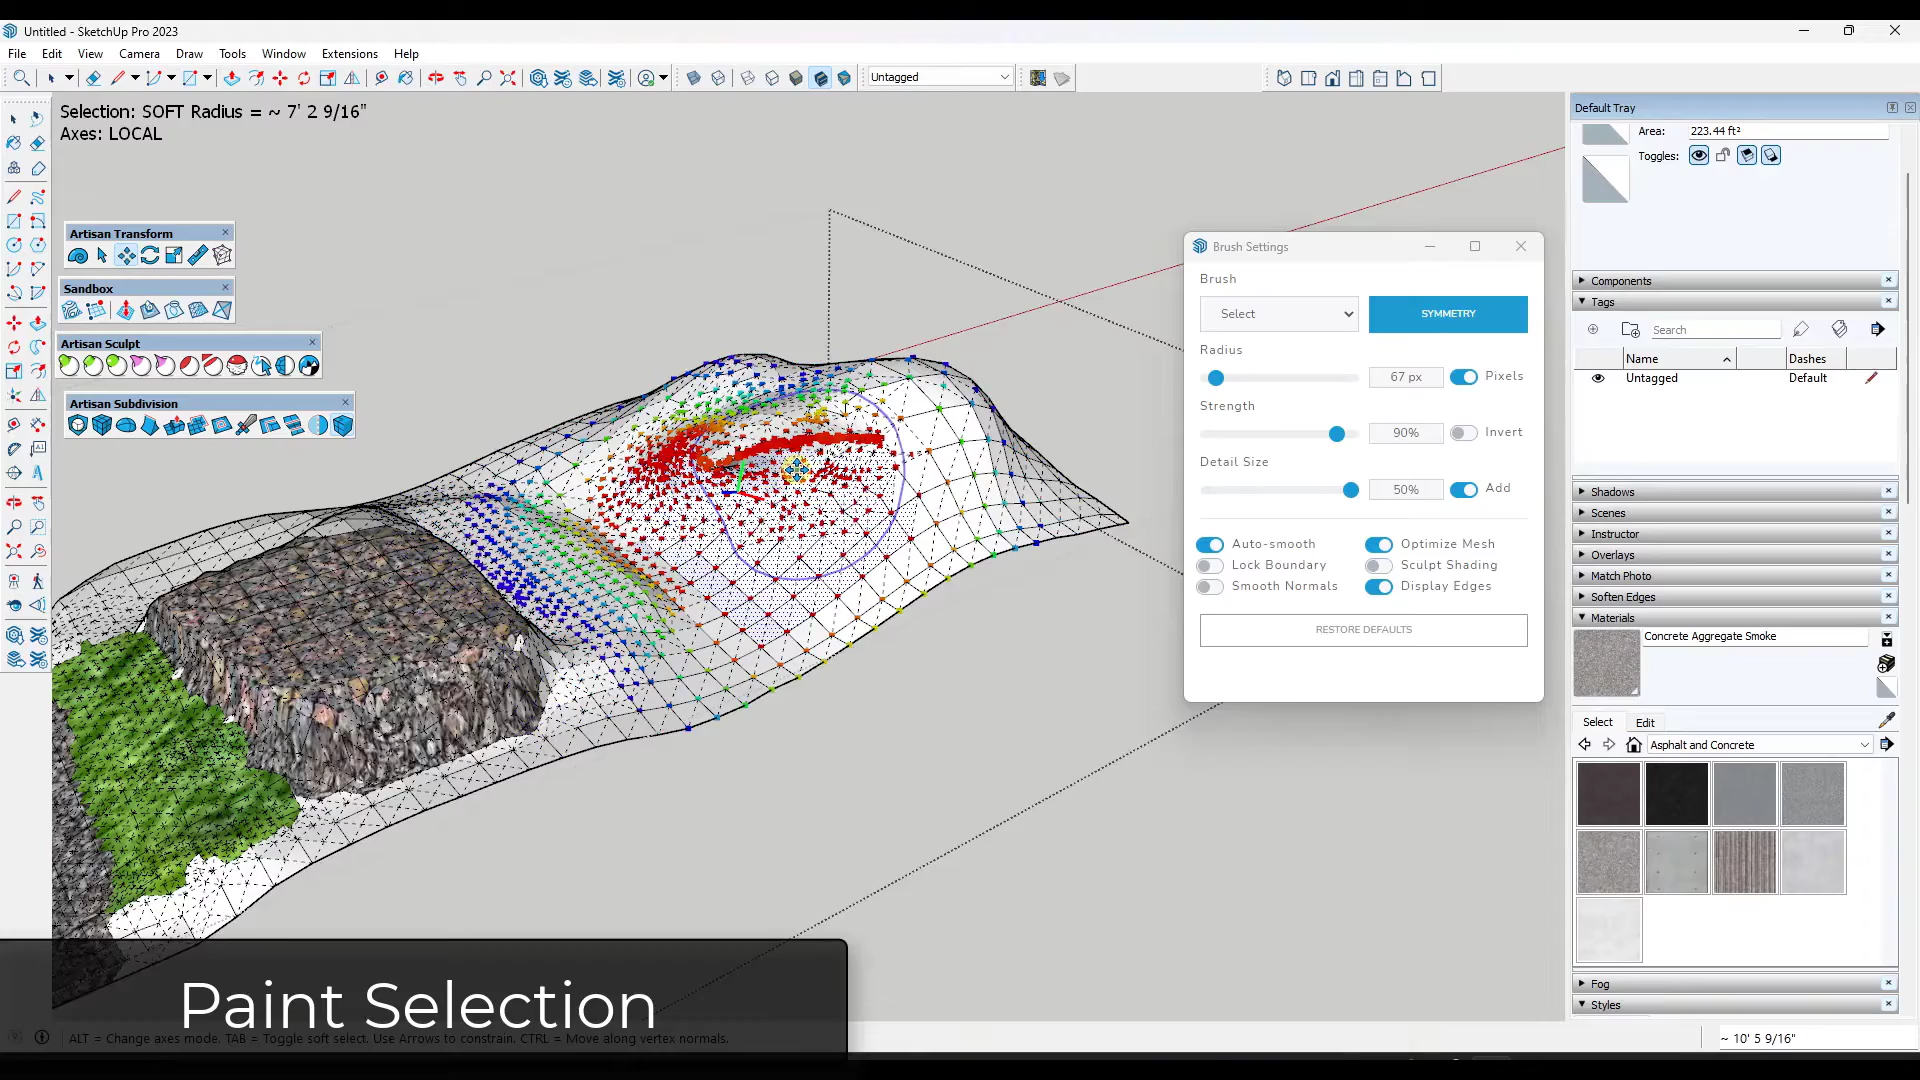 Untitled - SketchUp Pro 2023
File Edit View Camera Draw Tools Window Extensions Help
Untagged
Selection: SOFT Radius = ~ 7' 2 9/16"
Axes: LOCAL
Artisan Transform
Sandbox
Artisan Sculpt
Artisan Subdivision
Brush Settings
Brush
Select
SYMMETRY
Radius
67 px Pixels
Strength
90% Invert
Detail Size
50% Add
Auto-smooth Optimize Mesh
Lock Boundary Sculpt Shading
Smooth Normals Display Edges
RESTORE DEFAULTS
Default Tray
Area: 223.44 ft²
Toggles:
Components
Tags
Search
Name Dashes
Untagged Default
Shadows
Scenes
Instructor
Overlays
Match Photo
Soften Edges
Materials
Concrete Aggregate Smoke
Select Edit
Asphalt and Concrete
Fog
Styles
Paint Selection
ALT = Change axes mode. TAB = Toggle soft select. Use Arrows to constrain. CTRL = Move along vertex normals.
~ 10' 5 9/16"